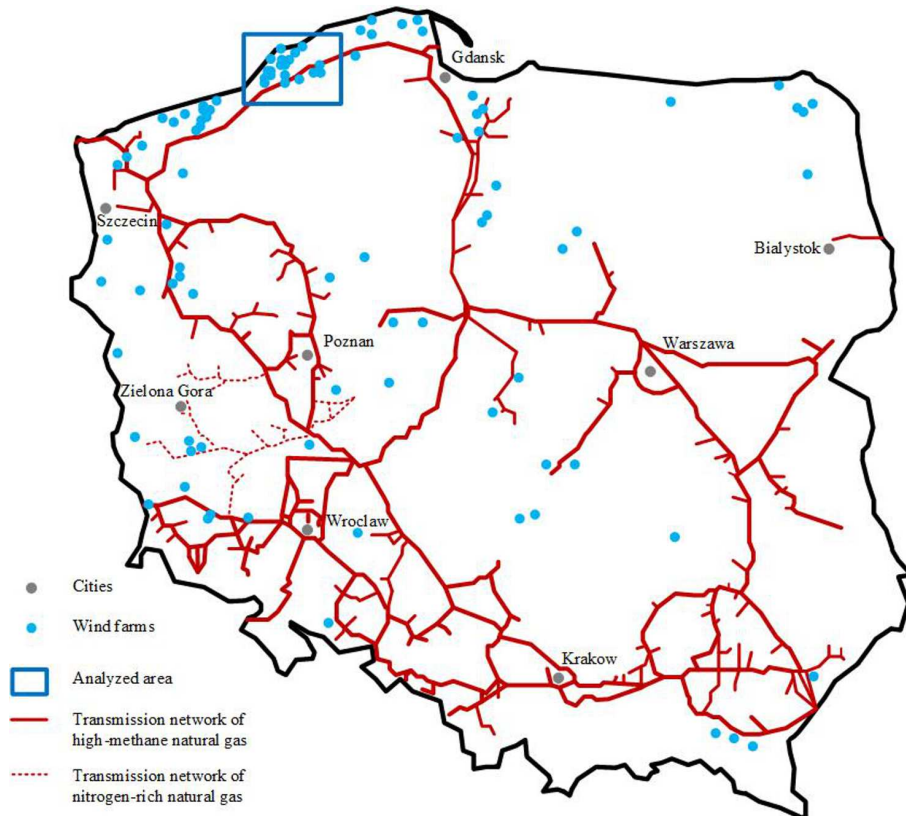 Gdansk
Szczecin
Bialystok
Poznan
Warszawa
Zielona Gora
Wroclaw
Krakow
Cities
Wind farms
Analyzed area
Transmission network of
high-methane natural gas
Transmission network of
nitrogen-rich natural gas